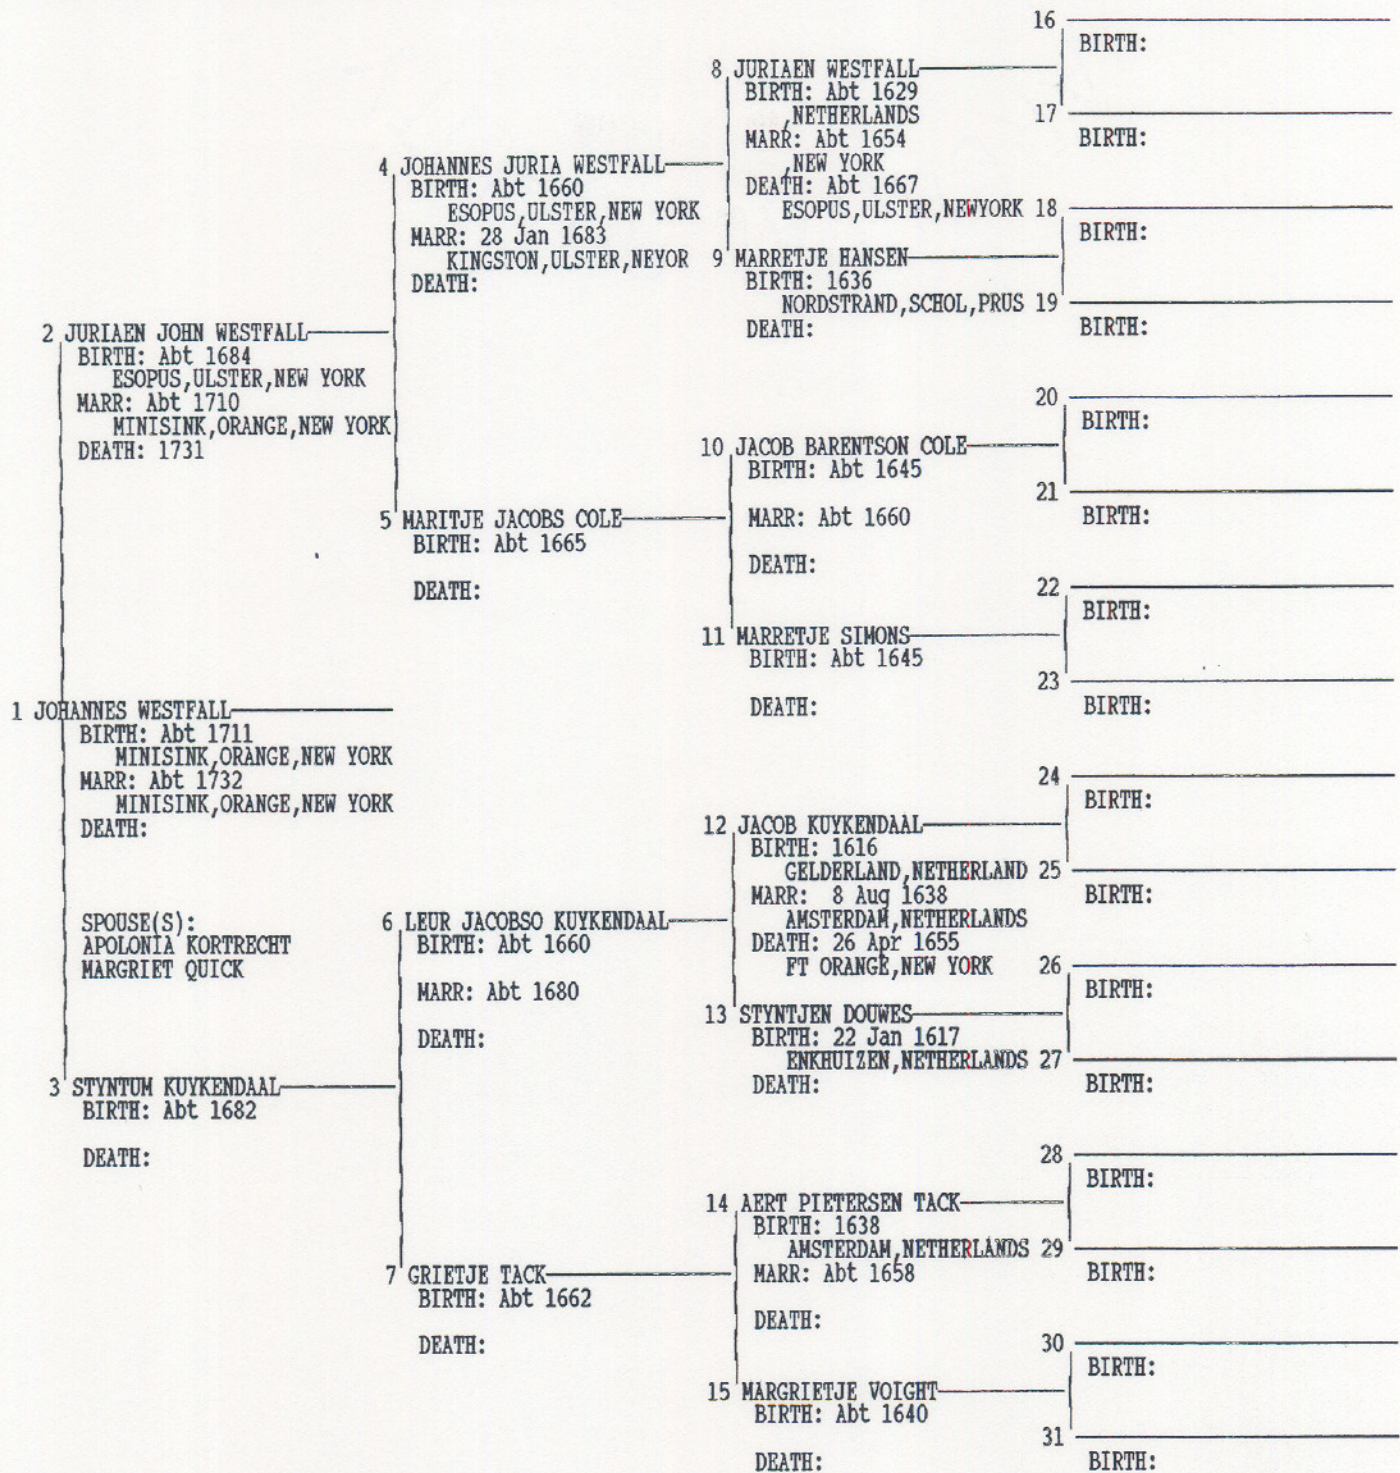 16
BIRTH:
8 JURIAEN WESTFALL
BIRTH: Abt 1629
,NETHERLANDS
17
MARR: Abt 1654
BIRTH:
,NEW YORK
4 JOHANNES JURIA WESTFALL
DEATH: Abt 1667
BIRTH: Abt 1660
ESOPUS,ULSTER,NEWYORK 18
ESOPUS,ULSTER,NEW YORK
BIRTH:
MARR: 28 Jan 1683
KINGSTON,ULSTER,NEYOR
9 MARRETJE HANSEN
DEATH:
BIRTH: 1636
NORDSTRAND,SCHOL,PRUS 19
DEATH:
BIRTH:
2 JURIAEN JOHN WESTFALL
BIRTH: Abt 1684
ESOPUS,ULSTER,NEW YORK
MARR: Abt 1710
MINISINK,ORANGE,NEW YORK
DEATH: 1731
20
BIRTH:
10 JACOB BARENTSON COLE
BIRTH: Abt 1645
21
MARR: Abt 1660
BIRTH:
5 MARITJE JACOBS COLE
BIRTH: Abt 1665
DEATH:
DEATH:
22
BIRTH:
11 MARRETJE SIMONS
BIRTH: Abt 1645
23
DEATH:
BIRTH:
1 JOHANNES WESTFALL
BIRTH: Abt 1711
MINISINK,ORANGE,NEW YORK
MARR: Abt 1732
MINISINK,ORANGE,NEW YORK
DEATH:
24
BIRTH:
12 JACOB KUYKENDAAL
BIRTH: 1616
GELDERLAND,NETHERLAND 25
MARR: 8 Aug 1638
BIRTH:
AMSTERDAM,NETHERLANDS
DEATH: 26 Apr 1655
FT ORANGE,NEW YORK
26
BIRTH:
SPOUSE(S):
APOLONIA KORTRECHT
MARGRIET QUICK
6 LEUR JACOBSO KUYKENDAAL
BIRTH: Abt 1660
MARR: Abt 1680
DEATH:
13 STYNTJEN DOUWES
BIRTH: 22 Jan 1617
ENKHUIZEN,NETHERLANDS 27
DEATH:
BIRTH:
3 STYNTUM KUYKENDAAL
BIRTH: Abt 1682
DEATH:
28
BIRTH:
14 AERT PIETERSEN TACK
BIRTH: 1638
AMSTERDAM,NETHERLANDS 29
MARR: Abt 1658
BIRTH:
DEATH:
7 GRIETJE TACK
BIRTH: Abt 1662
DEATH:
30
BIRTH:
15 MARGRIETJE VOIGHT
BIRTH: Abt 1640
31
DEATH:
BIRTH: